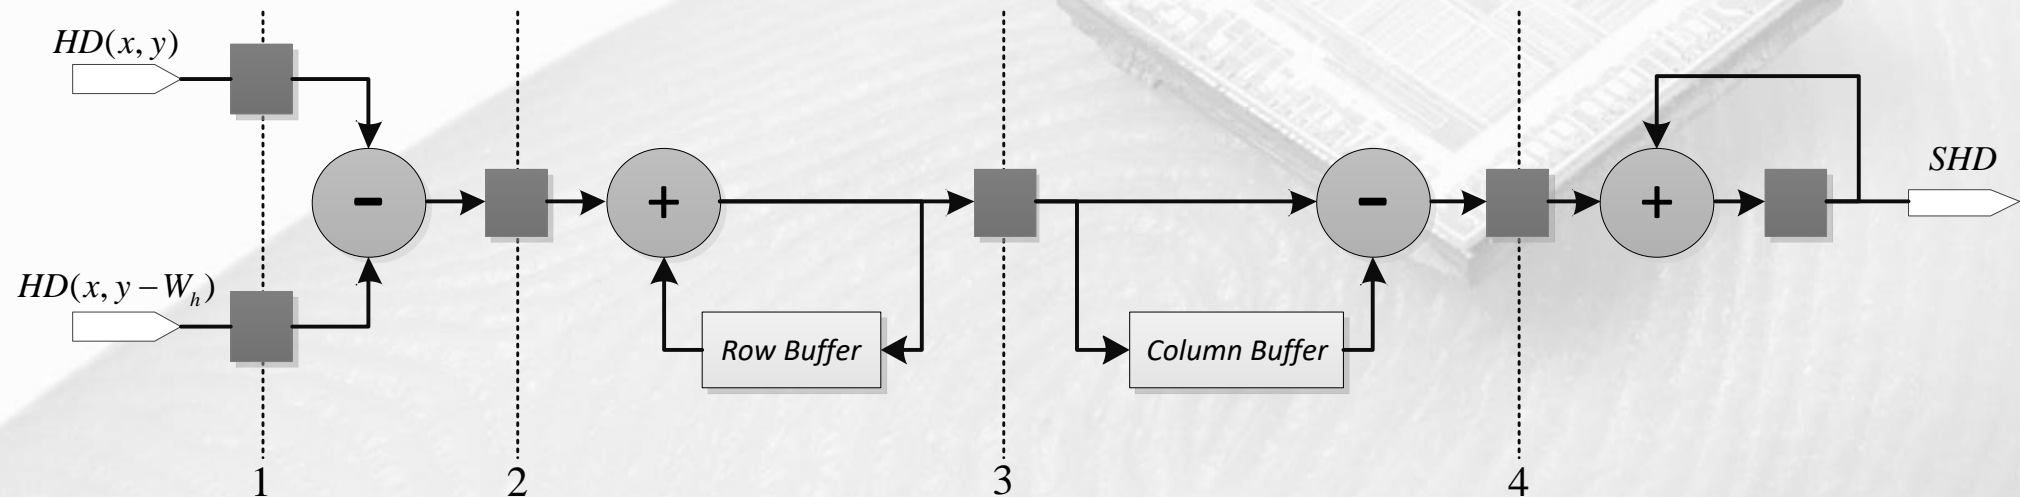 HD(x, y)
SHD
HD(x, y − W_h)
− + − +
Row Buffer
Column Buffer
1 2 3 4